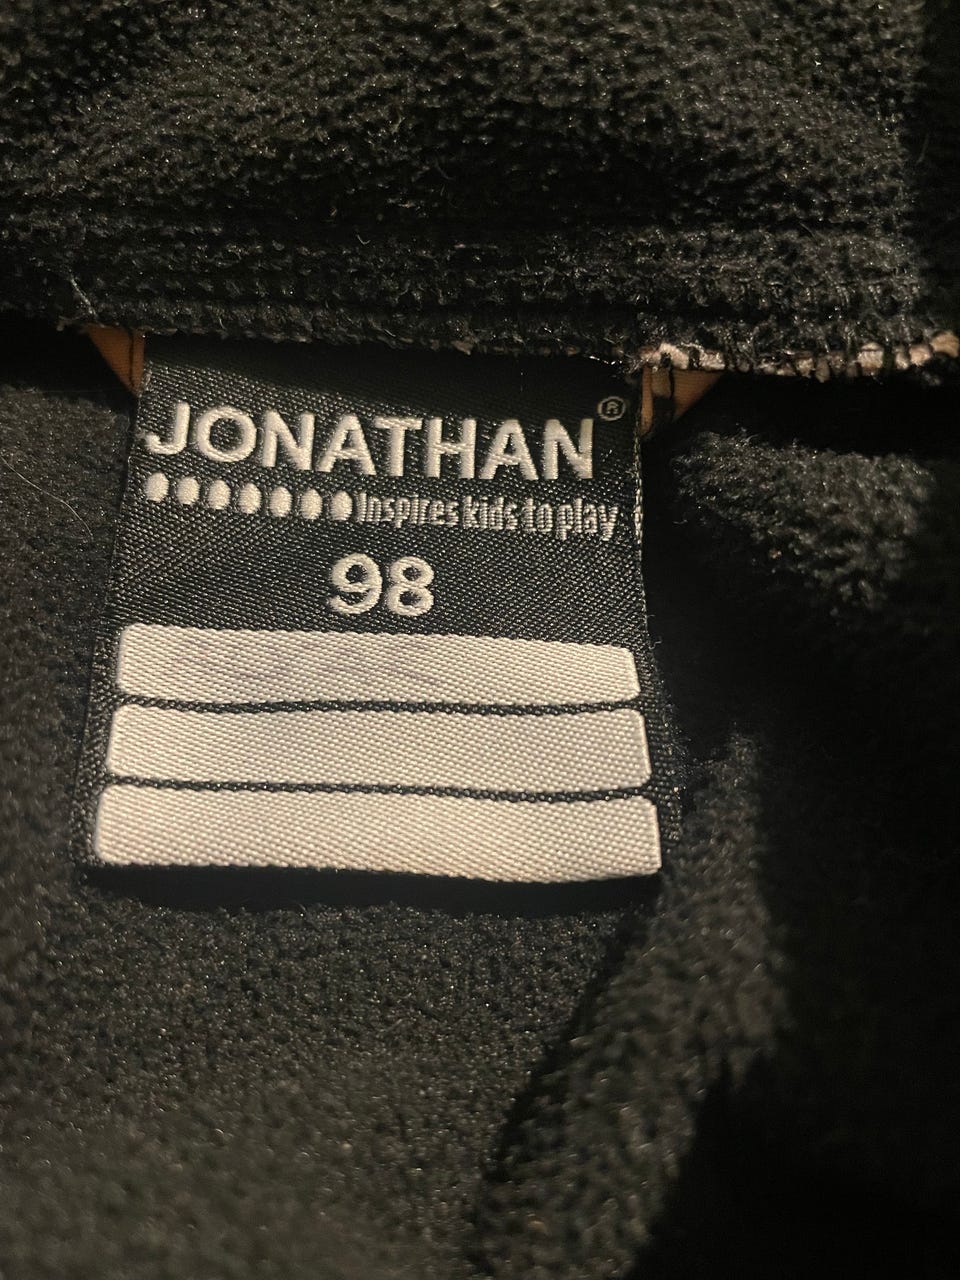 JONATHAN®
Inspires kids to play
98